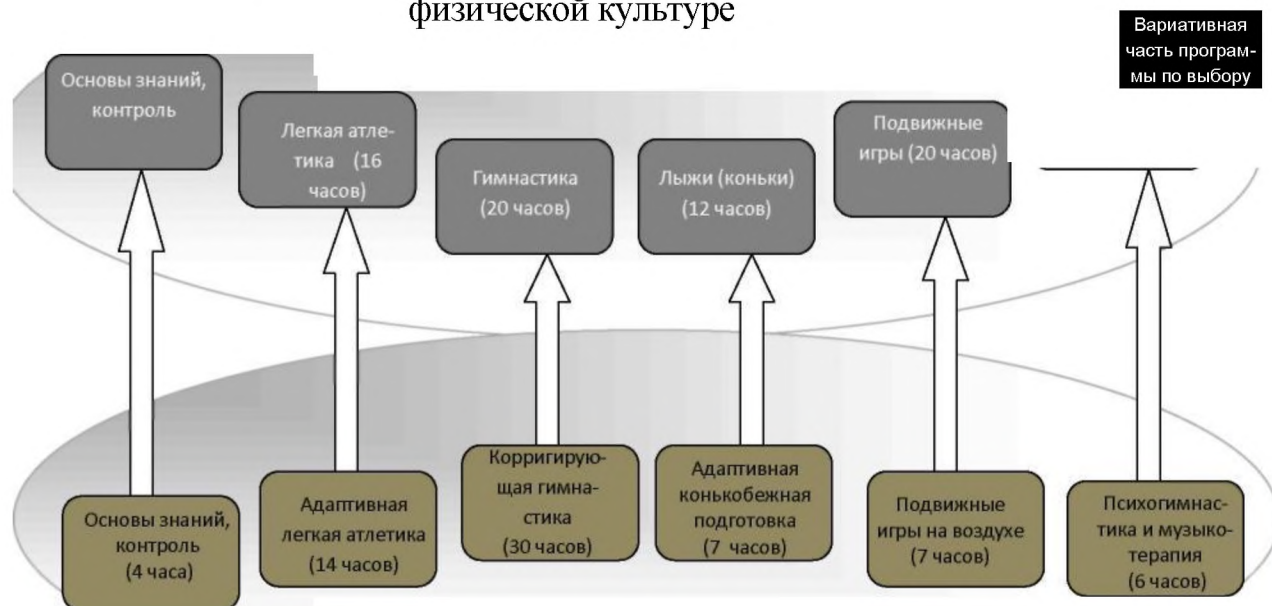 физической культуре
Вариативная
часть програм-
мы по выбору
Основы знаний,
контроль
Легкая атле-
тика (16
часов)
Гимнастика
(20 часов)
Лыжи (коньки)
(12 часов)
Подвижные
игры (20 часов)
Основы знаний,
контроль
(4 часа)
Адаптивная
легкая атлетика
(14 часов)
Корригирую-
щая гимна-
стика
(30 часов)
Адаптивная
конькобежная
подготовка
(7 часов)
Подвижные
игры на воздухе
(7 часов)
Психогимнас-
тика и музыко-
терапия
(6 часов)